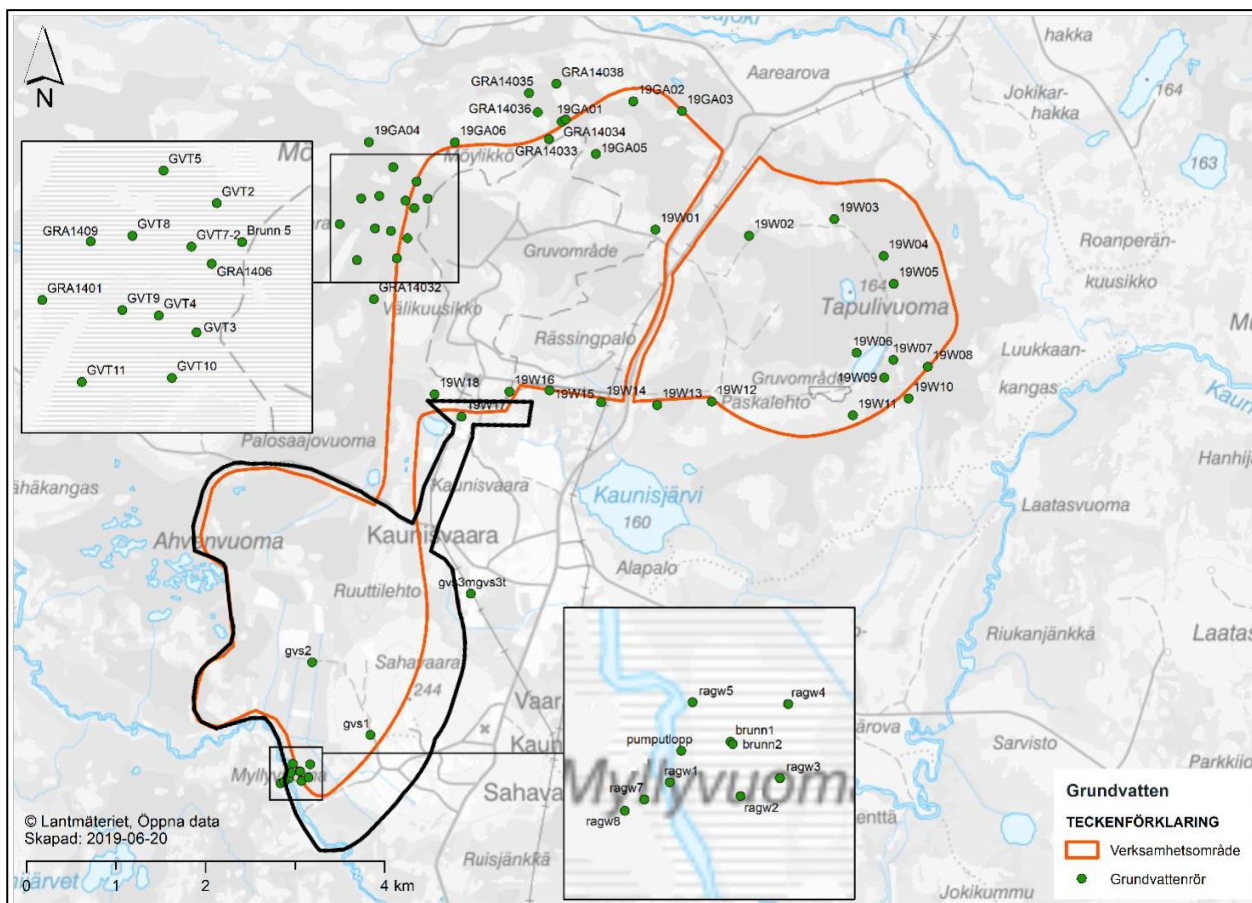 N
hakka
Aarearova
Jokikar-
hakka
164
163
GRA14038
GRA14035
GRA14036
19GA01
19GA02
19GA03
19GA04
19GA06
GRA14034
GRA14033
19GA05
Möylikkö
GVT5
GVT2
GRA1409
GVT8
GVT7-2
Brunn 5
GRA1406
GRA1401
GVT9
GVT4
GVT3
GVT11
GVT10
19W01
19W02
19W03
19W04
19W05
Gruvområde
Roanperän-
kuusikko
164
Tapulivuoma
GRA14032
Välikuusikko
Rässingpalo
19W06
19W07
19W08
Luukkaan-
kangas
19W18
19W16
19W15
19W14
19W13
19W12
Gruvområde
19W09
19W10
19W11
Paskalehto
19W17
Palosaajovuoma
Kaunisvaara
Kaunisjärvi
160
Laatasvuoma
Kaunisvaara
Ahvenvuoma
Alapalo
Ruuttilehto
gvs3mgvs3t
Riukanjänkkä
gvs2
Sahavaara
244
gvs1
Sarvisto
Myllyvuoma
ragw5
ragw4
brunn1
brunn2
pumputlopp
ragw3
ragw1
Myllyvuoma
ragw7
ragw2
ragw8
© Lantmäteriet, Öppna data
Skapad: 2019-06-20
Ruisjänkkä
0 1 2 4 km
Jokikummu
Grundvatten
TECKENFÖRKLARING
Verksamhetsområde
Grundvattenrör